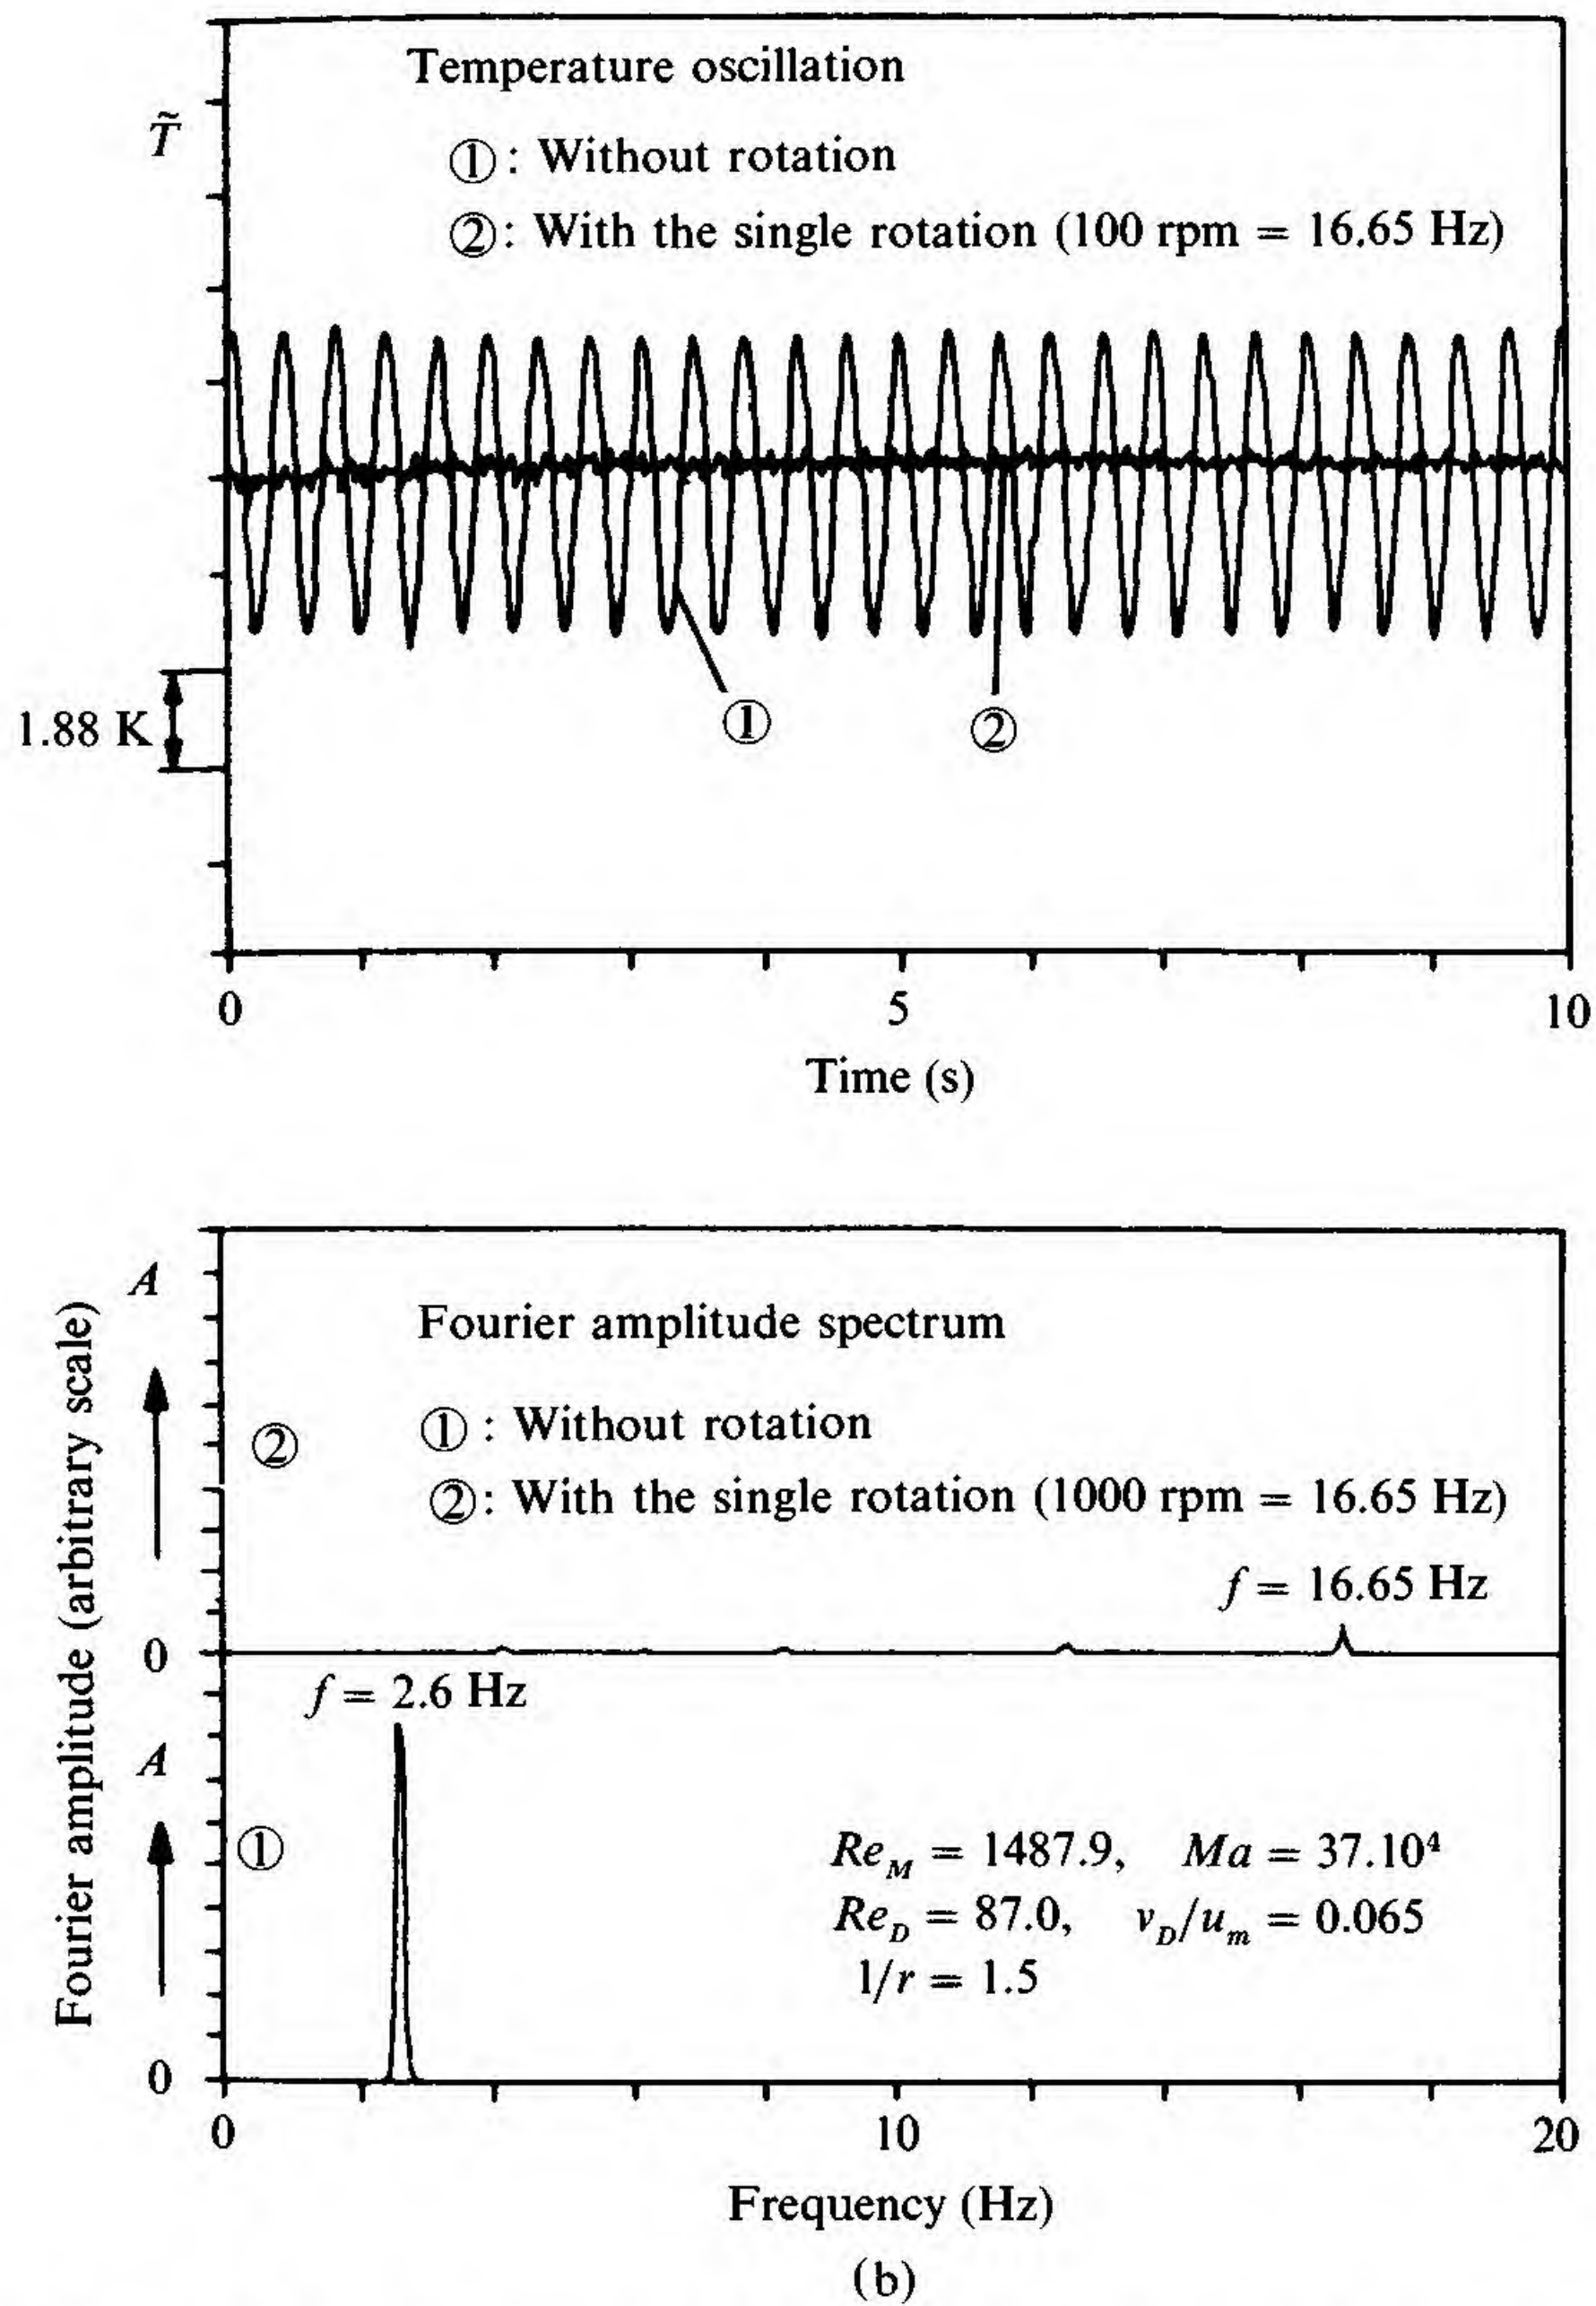 Temperature oscillation
T̃
①: Without rotation
②: With the single rotation (100 rpm = 16.65 Hz)
1.88 K
①
②
0
5
10
Time (s)
A
Fourier amplitude spectrum
①: Without rotation
②
②: With the single rotation (1000 rpm = 16.65 Hz)
f = 16.65 Hz
0
f = 2.6 Hz
A
①
Re_M = 1487.9, Ma = 37.10⁴
Re_D = 87.0, v_D/u_m = 0.065
l/r = 1.5
0
Fourier amplitude (arbitrary scale)
0
10
20
Frequency (Hz)
(b)